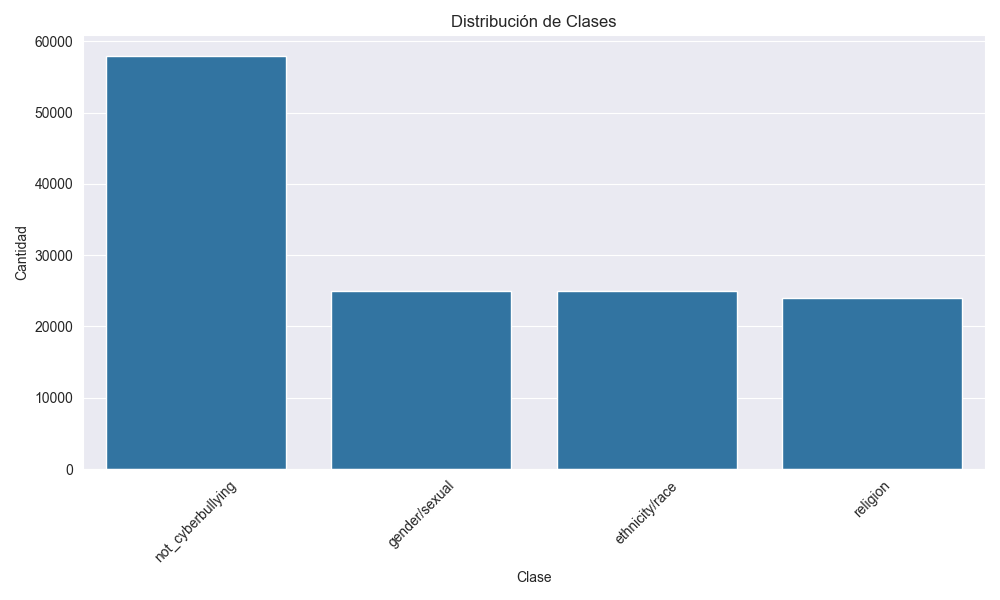 Distribución de Clases
60000
50000
40000
30000
20000
10000
0
Cantidad
not_cyberbullying
gender/sexual
ethnicity/race
religion
Clase